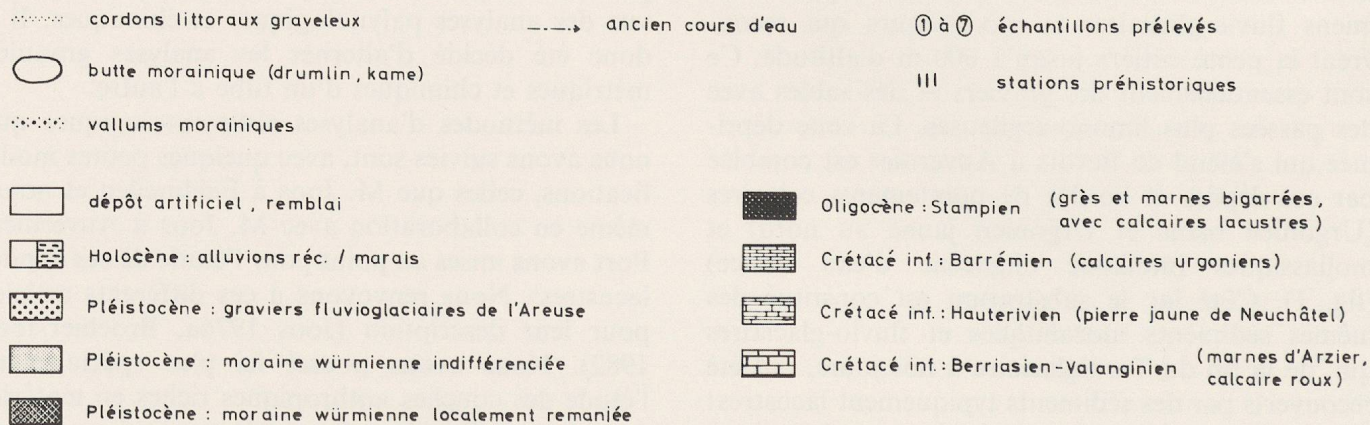 cordons littoraux graveleux
butte morainique (drumlin, kame)
vallums morainiques
ancien cours d'eau
① à ⑦ échantillons prélevés
stations préhistoriques
dépôt artificiel, remblai
Holocène: alluvions réc. / marais
Pléistocène: graviers fluvioglaciaires de l'Areuse
Pléistocène: moraine würmienne indifférenciée
Pléistocène: moraine würmienne localement remaniée
Oligocène: Stampien (grès et marnes bigarrées,
avec calcaires lacustres)
Crétacé inf.: Barrémien (calcaires urgoniens)
Crétacé inf.: Hauterivien (pierre jaune de Neuchâtel)
Crétacé inf.: Berriasien-Valanginien (marnes d'Arzier,
calcaire roux)